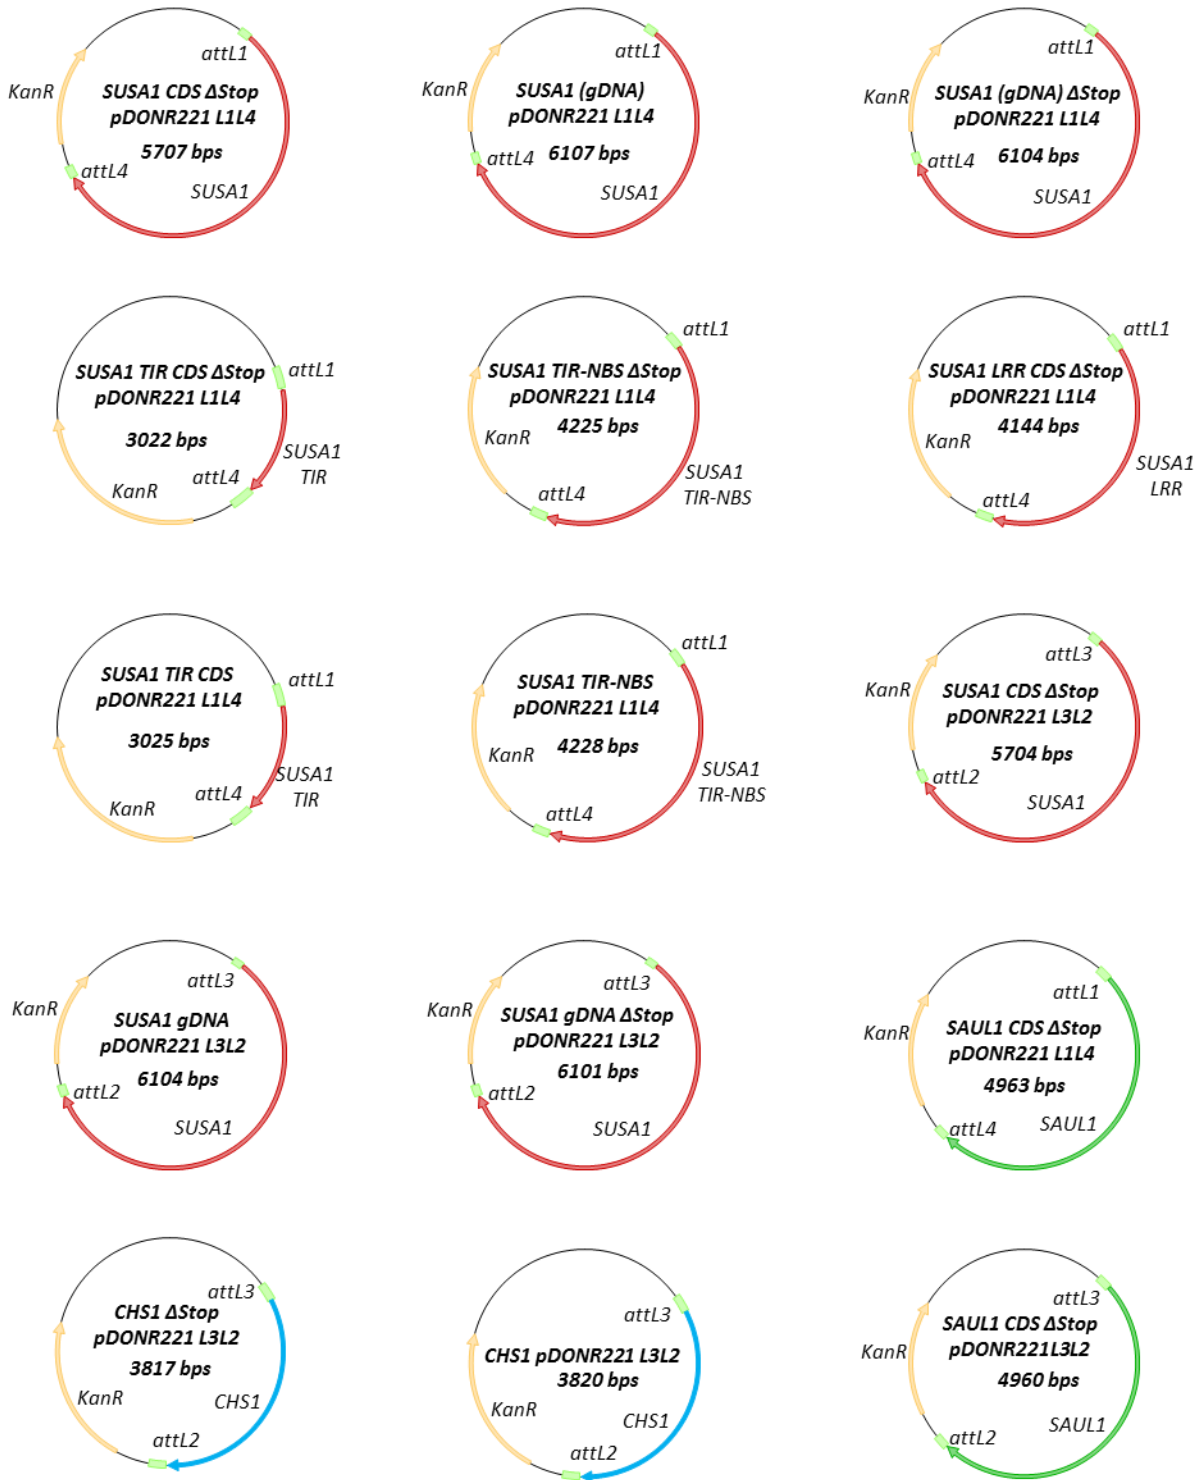 attL1
KanR
SUSA1 CDS ΔStop
pDONR221 L1L4
5707 bps
attL4
SUSA1
attL1
KanR
SUSA1 (gDNA)
pDONR221 L1L4
6107 bps
attL4
SUSA1
attL1
KanR
SUSA1 (gDNA) ΔStop
pDONR221 L1L4
6104 bps
attL4
SUSA1
attL1
SUSA1 TIR CDS ΔStop
pDONR221 L1L4
3022 bps
SUSA1
TIR
attL4
KanR
attL1
SUSA1 TIR-NBS ΔStop
pDONR221 L1L4
4225 bps
KanR
SUSA1
TIR-NBS
attL4
attL1
SUSA1 LRR CDS ΔStop
pDONR221 L1L4
4144 bps
KanR
SUSA1
LRR
attL4
attL1
SUSA1 TIR CDS
pDONR221 L1L4
3025 bps
SUSA1
TIR
attL4
KanR
attL1
SUSA1 TIR-NBS
pDONR221 L1L4
4228 bps
KanR
SUSA1
TIR-NBS
attL4
attL3
KanR
SUSA1 CDS ΔStop
pDONR221 L3L2
5704 bps
attL2
SUSA1
attL3
KanR
SUSA1 gDNA
pDONR221 L3L2
6104 bps
attL2
SUSA1
attL3
KanR
SUSA1 gDNA ΔStop
pDONR221 L3L2
6101 bps
attL2
SUSA1
attL1
KanR
SAUL1 CDS ΔStop
pDONR221 L1L4
4963 bps
attL4
SAUL1
attL3
CHS1 ΔStop
pDONR221 L3L2
3817 bps
KanR
CHS1
attL2
attL3
CHS1 pDONR221 L3L2
3820 bps
KanR
CHS1
attL2
attL3
SAUL1 CDS ΔStop
KanR
pDONR221L3L2
4960 bps
SAUL1
attL2